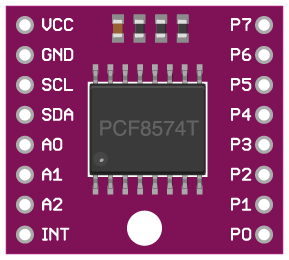 VCC P7
GND P6
SCL P5
SDA P4
PCF8574T
A0 P3
A1 P2
A2 P1
INT P0